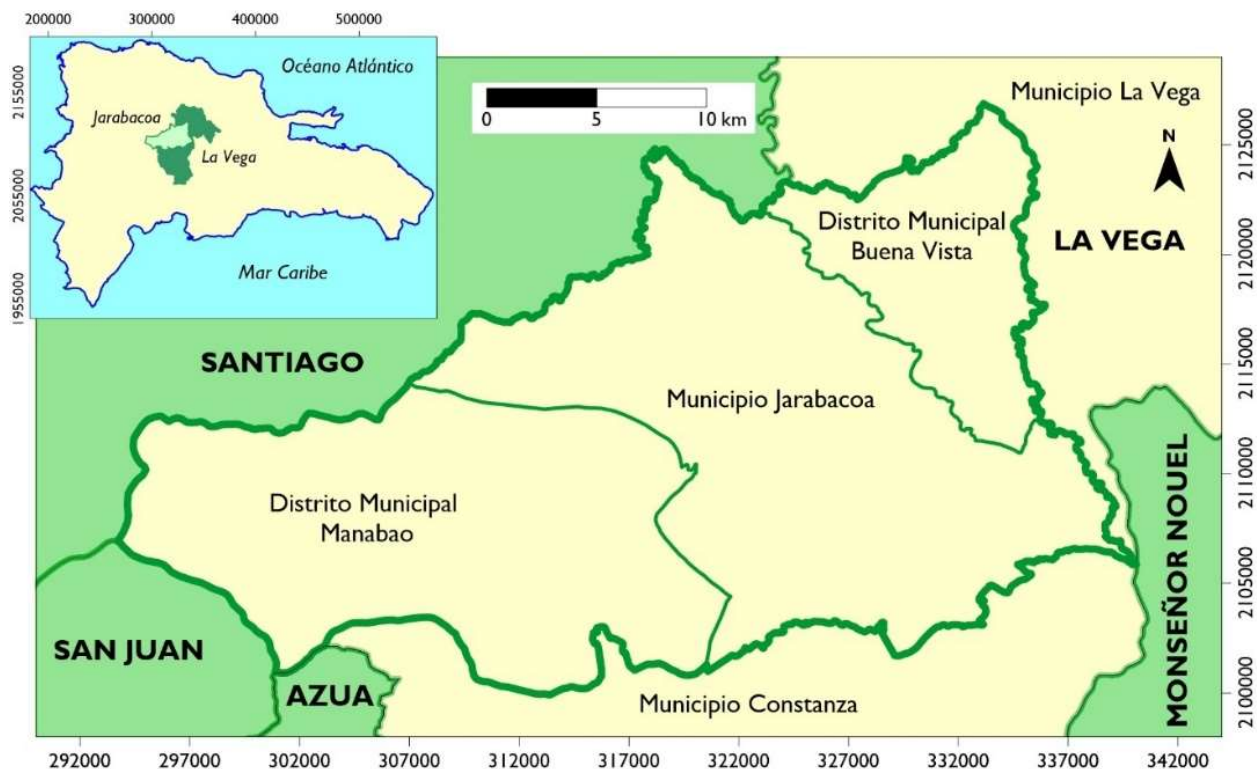 200000 300000 400000 500000
Océano Atlántico
2155000
Jarabacoa
La Vega
2055000
Mar Caribe
1955000
0 5 10 km
Municipio La Vega
N
2125000
Distrito Municipal
Buena Vista
LA VEGA
2120000
SANTIAGO
2115000
Municipio Jarabacoa
2110000
Distrito Municipal
Manabao
MONSEÑOR NOUEL
2105000
SAN JUAN
AZUA
Municipio Constanza
2100000
292000 297000 302000 307000 312000 317000 322000 327000 332000 337000 342000